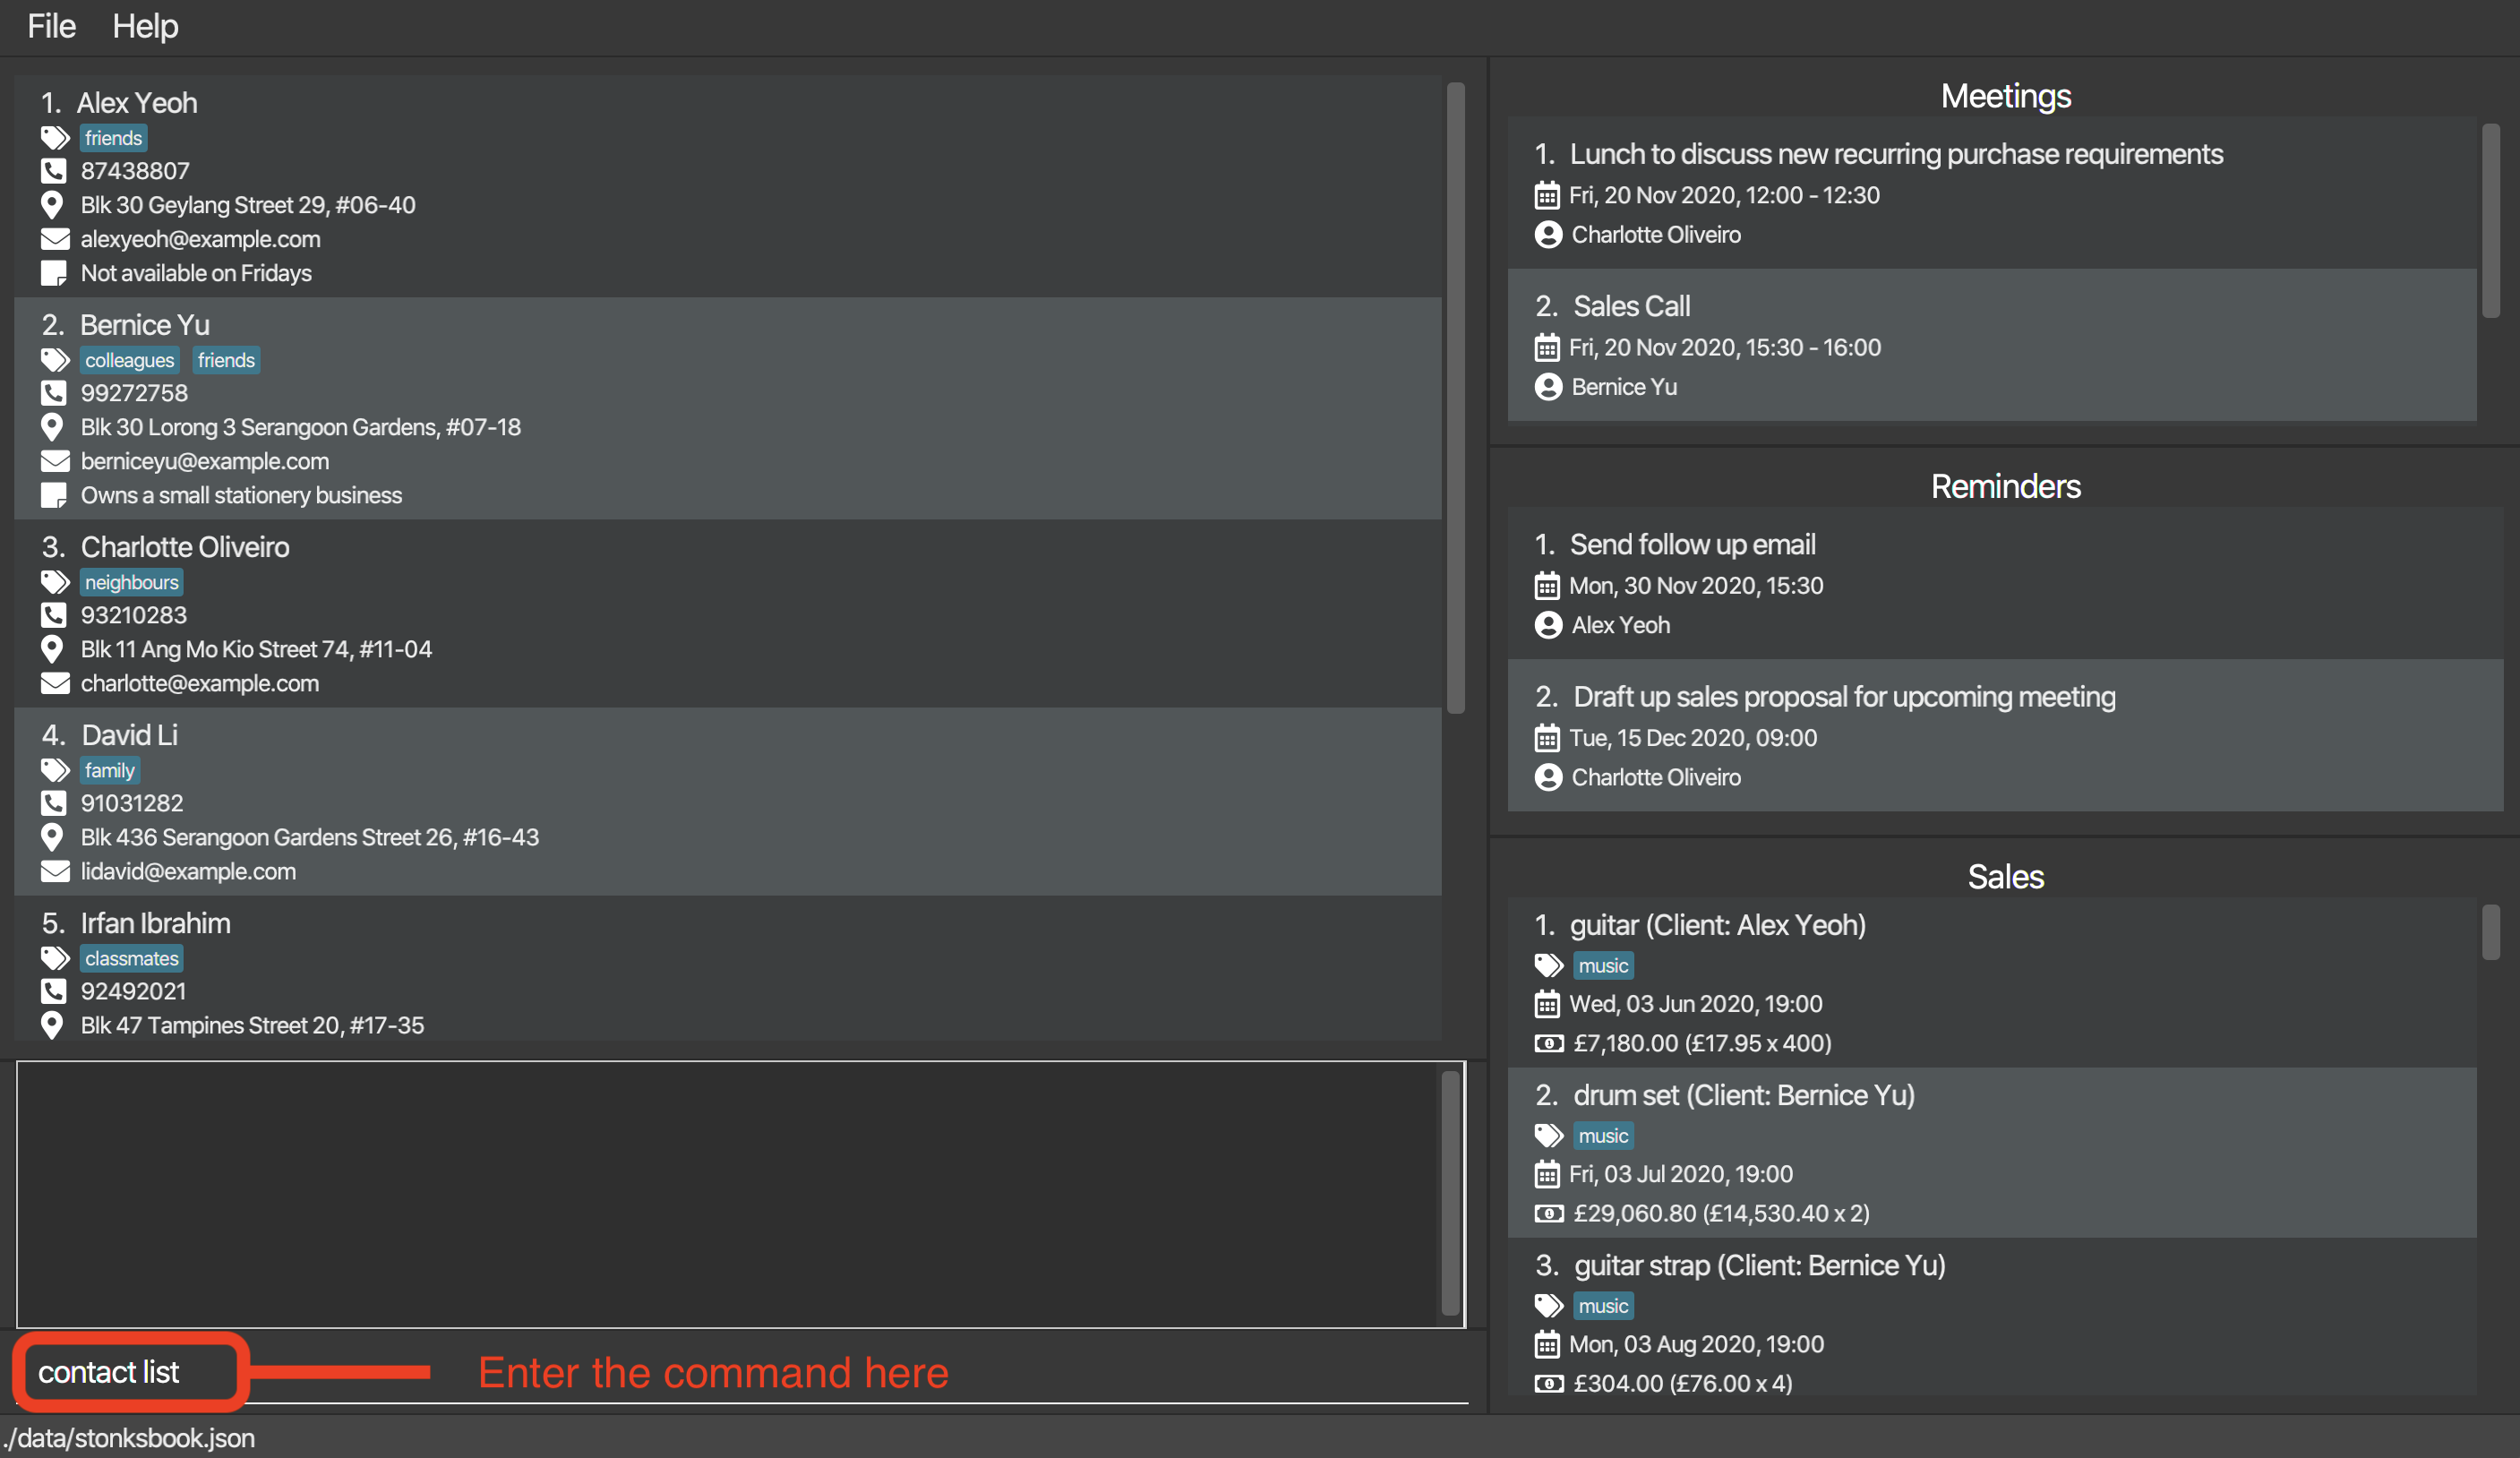 File Help
1. Alex Yeoh
friends
87438807
Blk 30 Geylang Street 29, #06-40
alexyeoh@example.com
Not available on Fridays
2. Bernice Yu
colleagues friends
99272758
Blk 30 Lorong 3 Serangoon Gardens, #07-18
berniceyu@example.com
Owns a small stationery business
3. Charlotte Oliveiro
neighbours
93210283
Blk 11 Ang Mo Kio Street 74, #11-04
charlotte@example.com
4. David Li
family
91031282
Blk 436 Serangoon Gardens Street 26, #16-43
lidavid@example.com
5. Irfan Ibrahim
classmates
92492021
Blk 47 Tampines Street 20, #17-35
contact list
Enter the command here
./data/stonksbook.json
Meetings
1. Lunch to discuss new recurring purchase requirements
Fri, 20 Nov 2020, 12:00 - 12:30
Charlotte Oliveiro
2. Sales Call
Fri, 20 Nov 2020, 15:30 - 16:00
Bernice Yu
Reminders
1. Send follow up email
Mon, 30 Nov 2020, 15:30
Alex Yeoh
2. Draft up sales proposal for upcoming meeting
Tue, 15 Dec 2020, 09:00
Charlotte Oliveiro
Sales
1. guitar (Client: Alex Yeoh)
music
Wed, 03 Jun 2020, 19:00
£7,180.00 (£17.95 x 400)
2. drum set (Client: Bernice Yu)
music
Fri, 03 Jul 2020, 19:00
£29,060.80 (£14,530.40 x 2)
3. guitar strap (Client: Bernice Yu)
music
Mon, 03 Aug 2020, 19:00
£304.00 (£76.00 x 4)